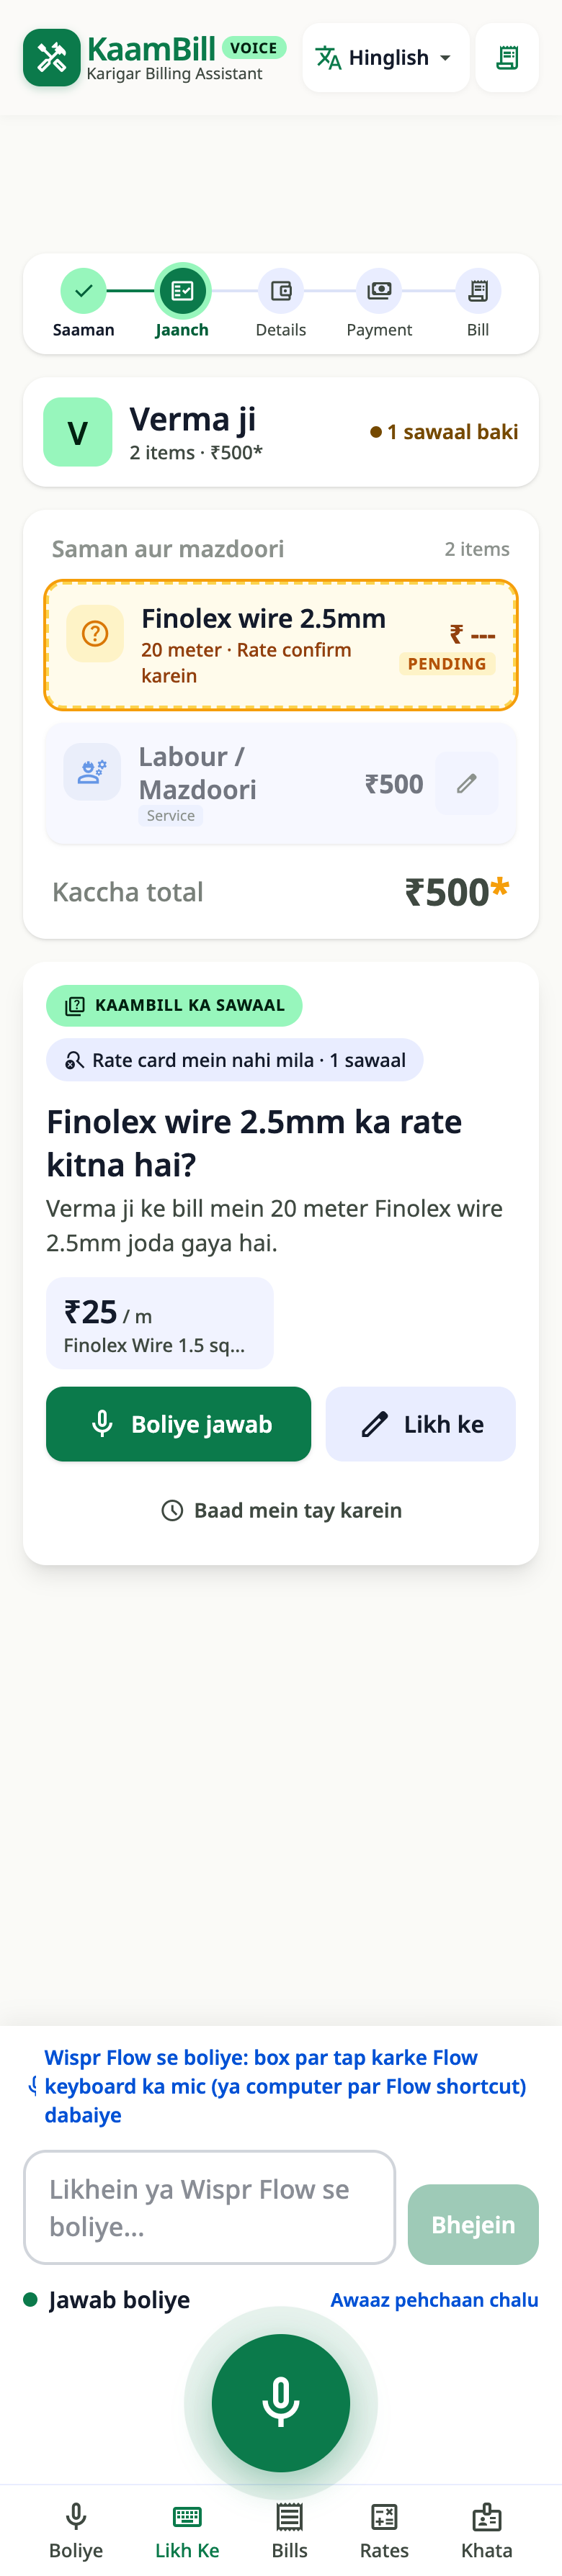 KaamBill VOICE
Karigar Billing Assistant
Hinglish
Saaman
Jaanch
Details
Payment
Bill
V
Verma ji
2 items · ₹500*
1 sawaal baki
Saman aur mazdoori
2 items
Finolex wire 2.5mm
20 meter · Rate confirm
karein
₹ ---
PENDING
Labour /
Mazdoori
Service
₹500
Kaccha total
₹500*
KAAMBILL KA SAWAAL
Rate card mein nahi mila · 1 sawaal
Finolex wire 2.5mm ka rate
kitna hai?
Verma ji ke bill mein 20 meter Finolex wire
2.5mm joda gaya hai.
₹25 / m
Finolex Wire 1.5 sq...
Boliye jawab
Likh ke
Baad mein tay karein
Wispr Flow se boliye: box par tap karke Flow
keyboard ka mic (ya computer par Flow shortcut)
dabaiye
Likhein ya Wispr Flow se
boliye...
Bhejein
Jawab boliye
Awaaz pehchaan chalu
Boliye
Likh Ke
Bills
Rates
Khata